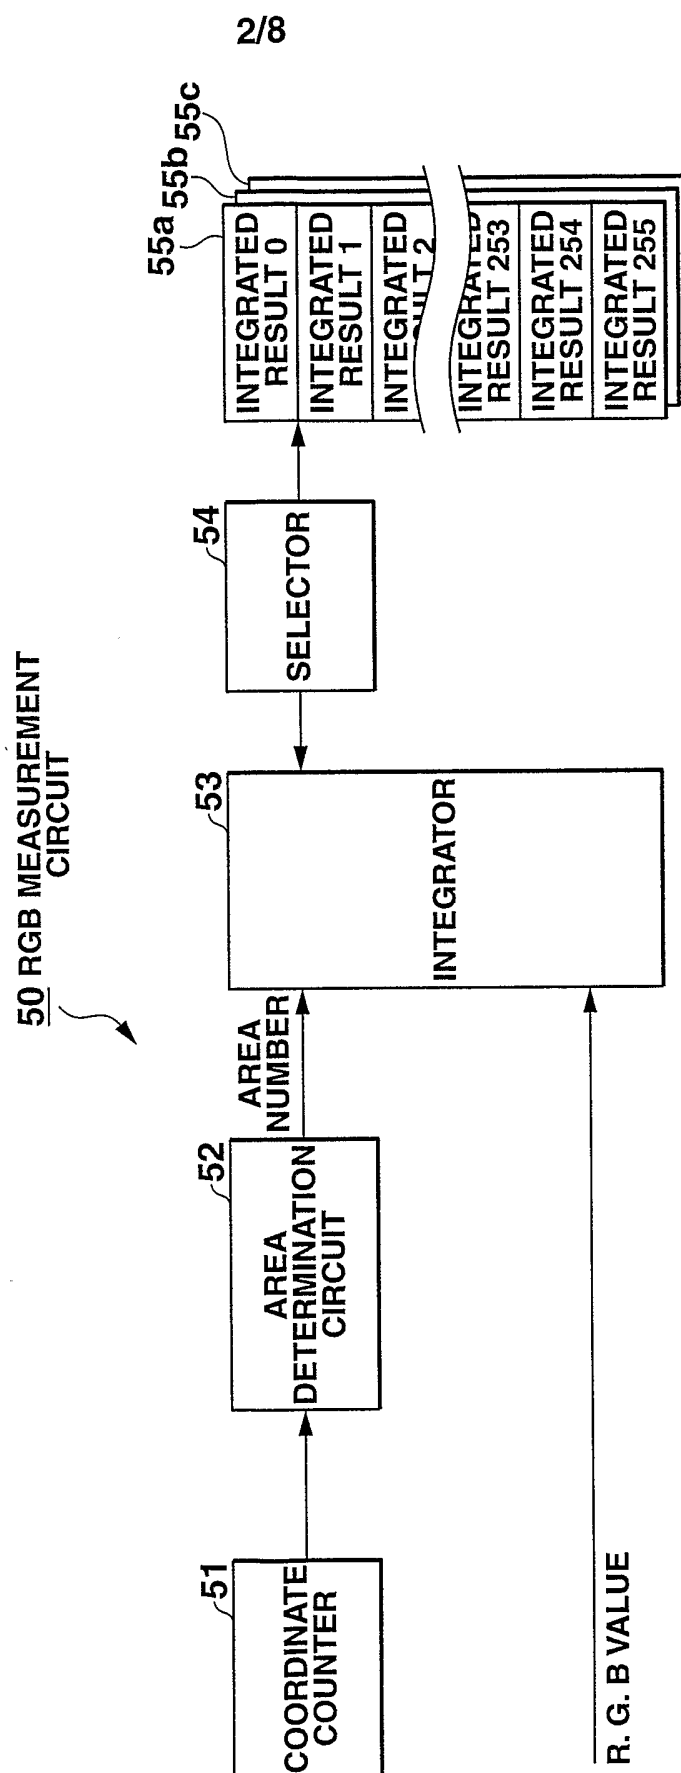 2/8
50 RGB MEASUREMENT
CIRCUIT
51
COORDINATE
COUNTER
52
AREA
DETERMINATION
CIRCUIT
AREA
NUMBER
R. G. B VALUE
53
INTEGRATOR
54
SELECTOR
55a
55b
55c
INTEGRATED
RESULT 0
INTEGRATED
RESULT 1
INTEGRATED
SULT 2
INTEGRATED
RESULT 253
INTEGRATED
RESULT 254
INTEGRATED
RESULT 255